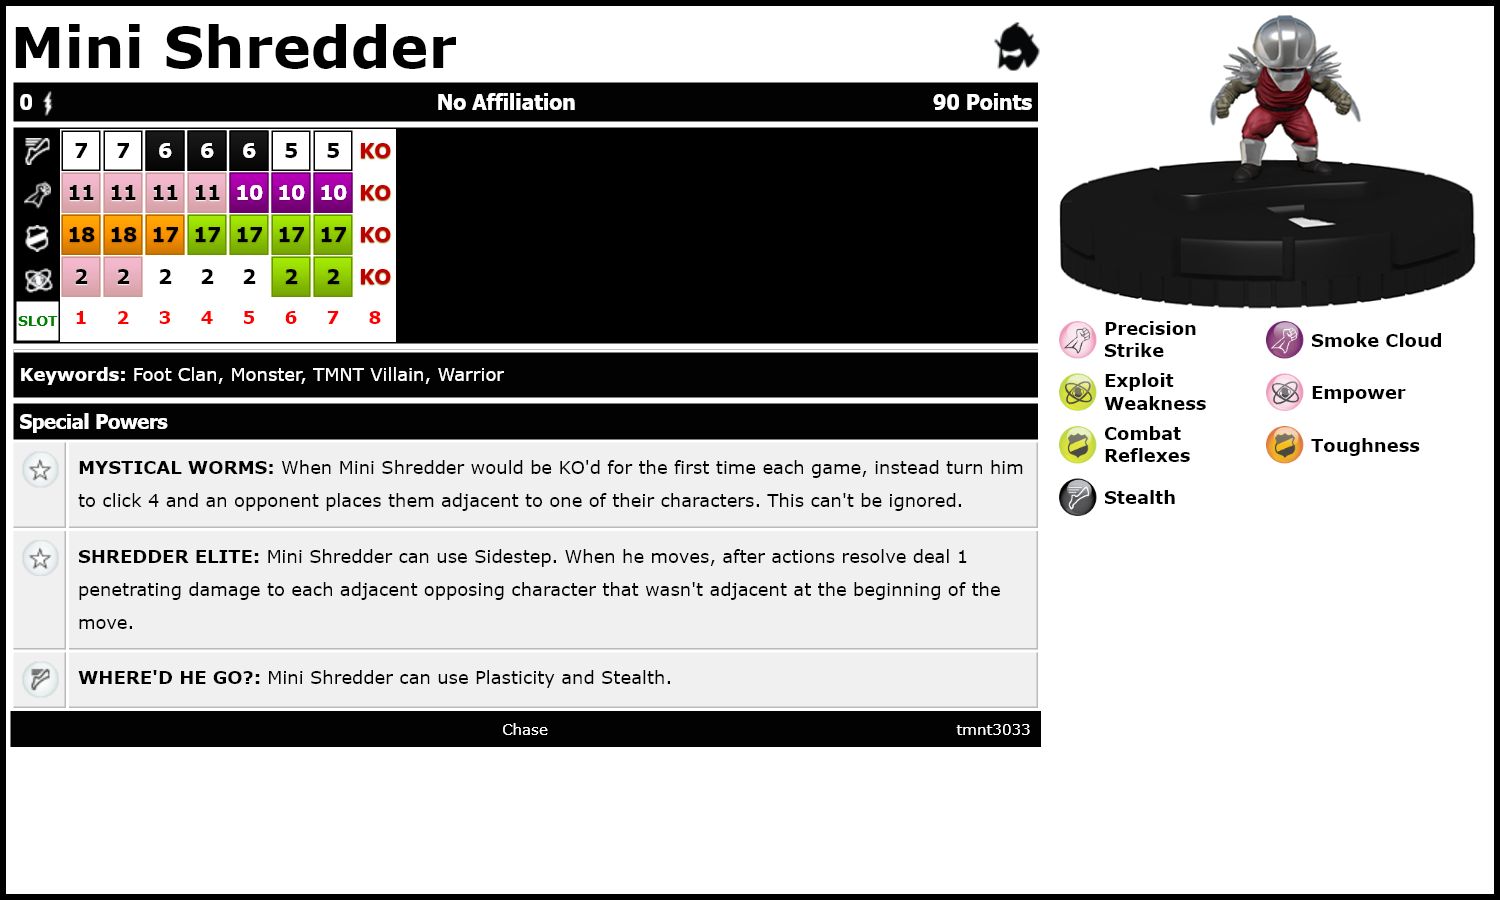 Mini Shredder
0 No Affiliation 90 Points
7 7 6 6 6 5 5 KO
11 11 11 11 10 10 10 KO
18 18 17 17 17 17 17 KO
2 2 2 2 2 2 2 KO
SLOT 1 2 3 4 5 6 7 8
Keywords: Foot Clan, Monster, TMNT Villain, Warrior
Special Powers
MYSTICAL WORMS: When Mini Shredder would be KO'd for the first time each game, instead turn him
to click 4 and an opponent places them adjacent to one of their characters. This can't be ignored.
SHREDDER ELITE: Mini Shredder can use Sidestep. When he moves, after actions resolve deal 1
penetrating damage to each adjacent opposing character that wasn't adjacent at the beginning of the
move.
WHERE'D HE GO?: Mini Shredder can use Plasticity and Stealth.
Chase tmnt3033
Precision
Strike
Smoke Cloud
Exploit
Weakness
Empower
Combat
Reflexes
Toughness
Stealth